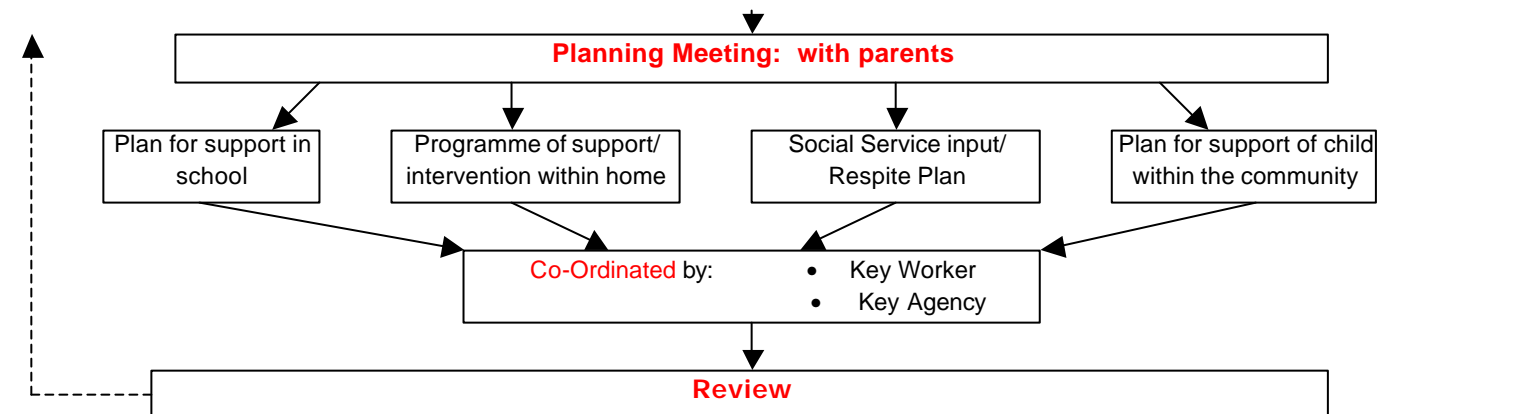 Planning Meeting:  with parents
Plan for support in
school
Programme of support/
intervention within home
Social Service input/
Respite Plan
Plan for support of child
within the community
Co-Ordinated by:
• Key Worker
• Key Agency
Review